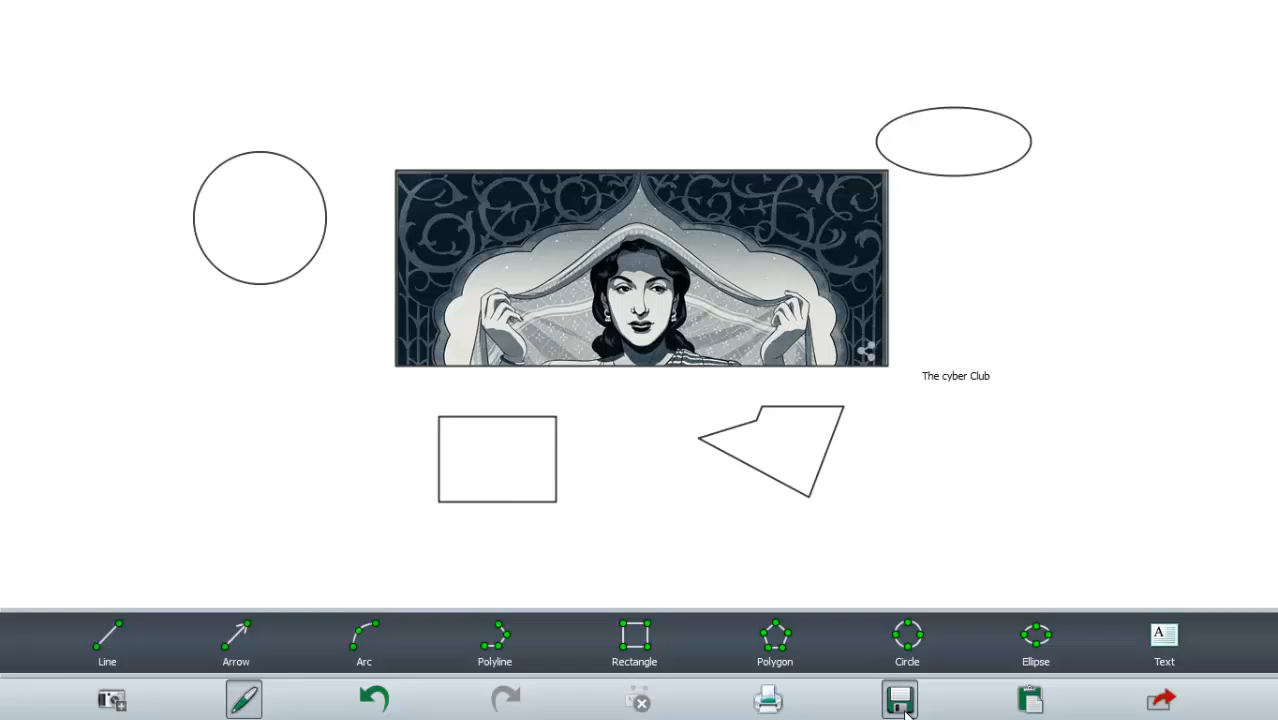 The cyber Club
Line
Arrow
Arc
Polyline
Rectangle
Polygon
Circle
Ellipse
A
Text